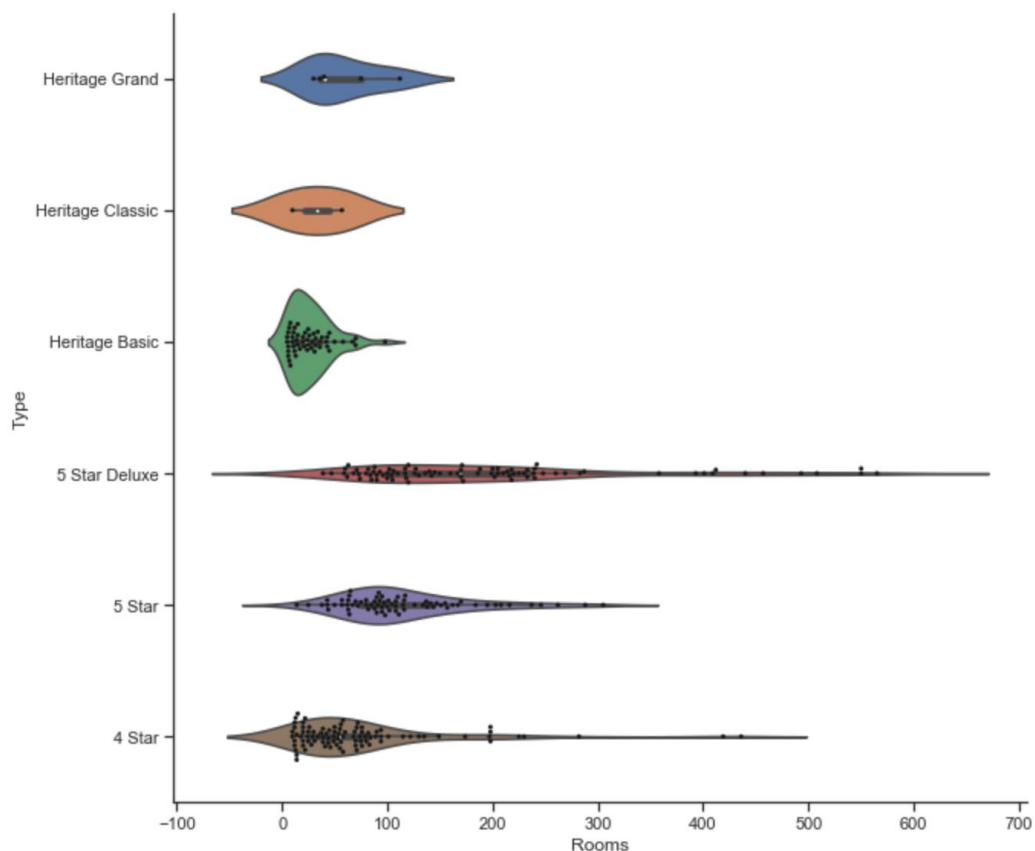 Heritage Grand
Heritage Classic
Heritage Basic
5 Star Deluxe
5 Star
4 Star
Type
−100 0 100 200 300 400 500 600 700
Rooms